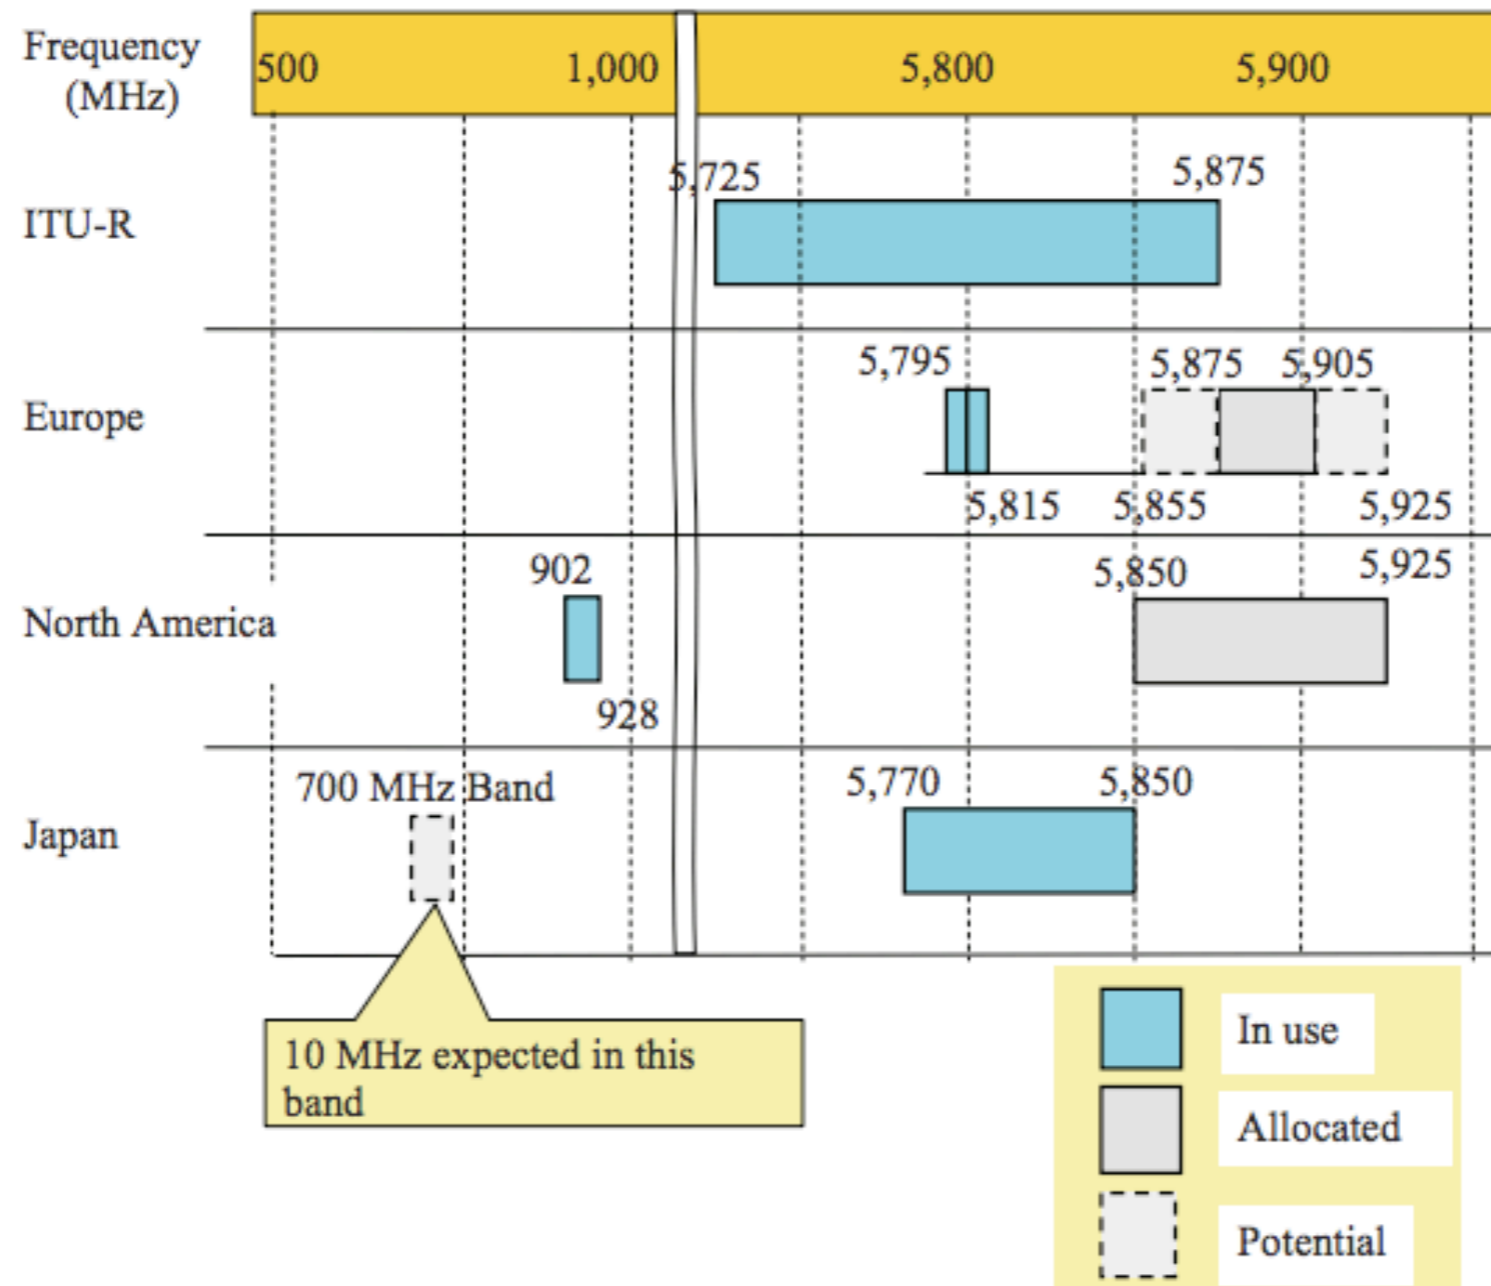 Frequency
(MHz)
500
1,000
5,800
5,900
ITU-R
5,725
5,875
Europe
5,795
5,875
5,905
5,815
5,855
5,925
North America
902
928
5,850
5,925
Japan
700 MHz Band
5,770
5,850
10 MHz expected in this
band
In use
Allocated
Potential